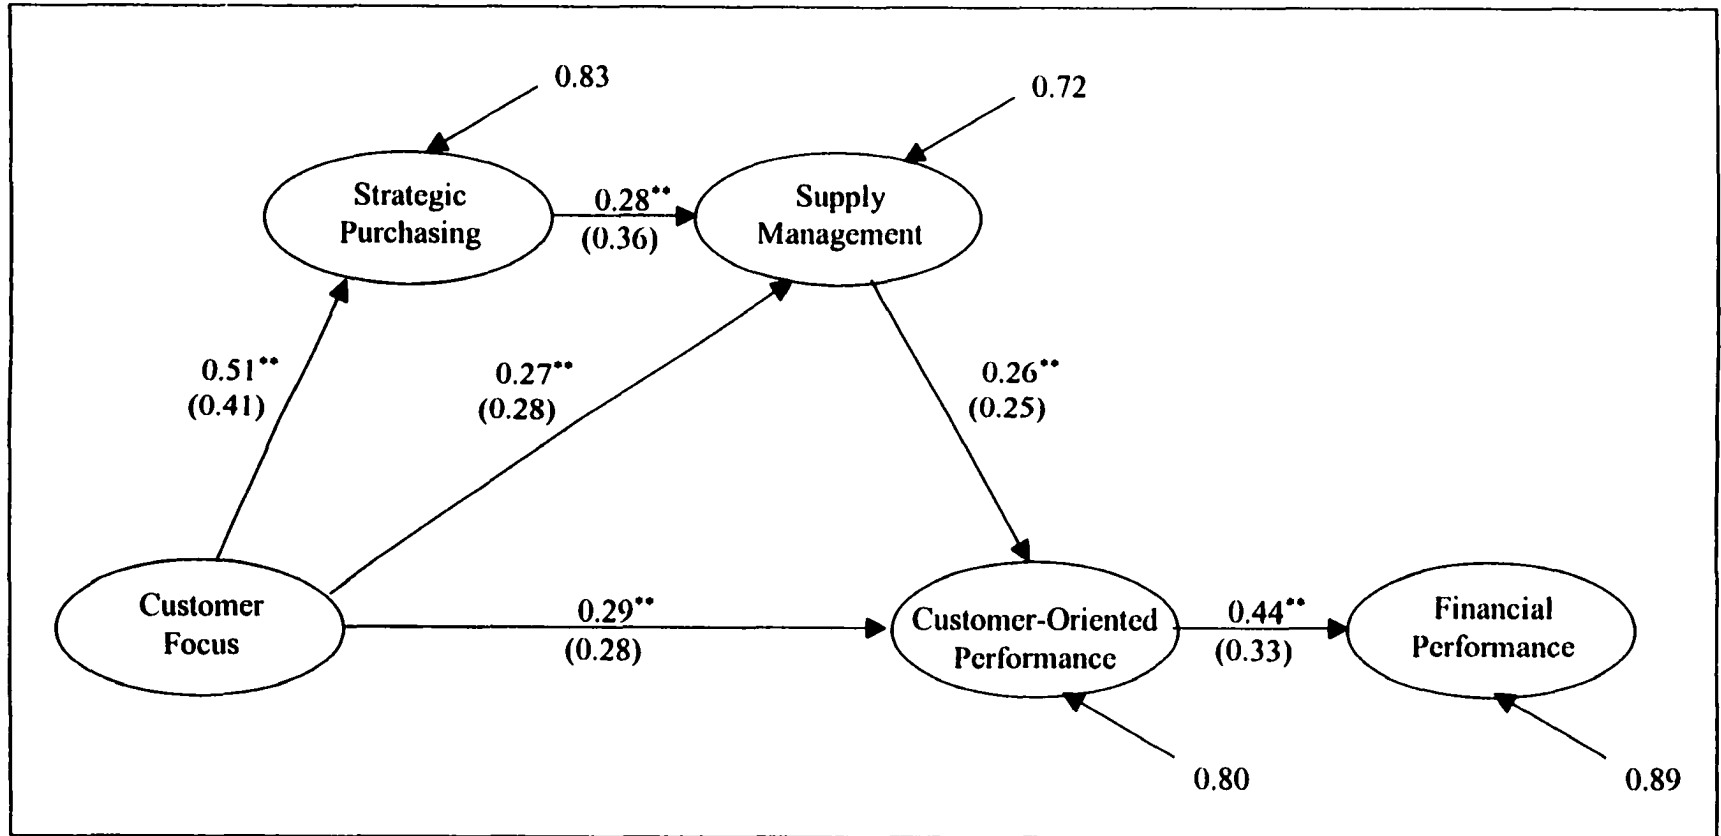 0.83
0.72
Strategic
Purchasing
0.28**
(0.36)
Supply
Management
0.51**
(0.41)
0.27**
(0.28)
0.26**
(0.25)
Customer
Focus
0.29**
(0.28)
Customer-Oriented
Performance
0.44**
(0.33)
Financial
Performance
0.80
0.89